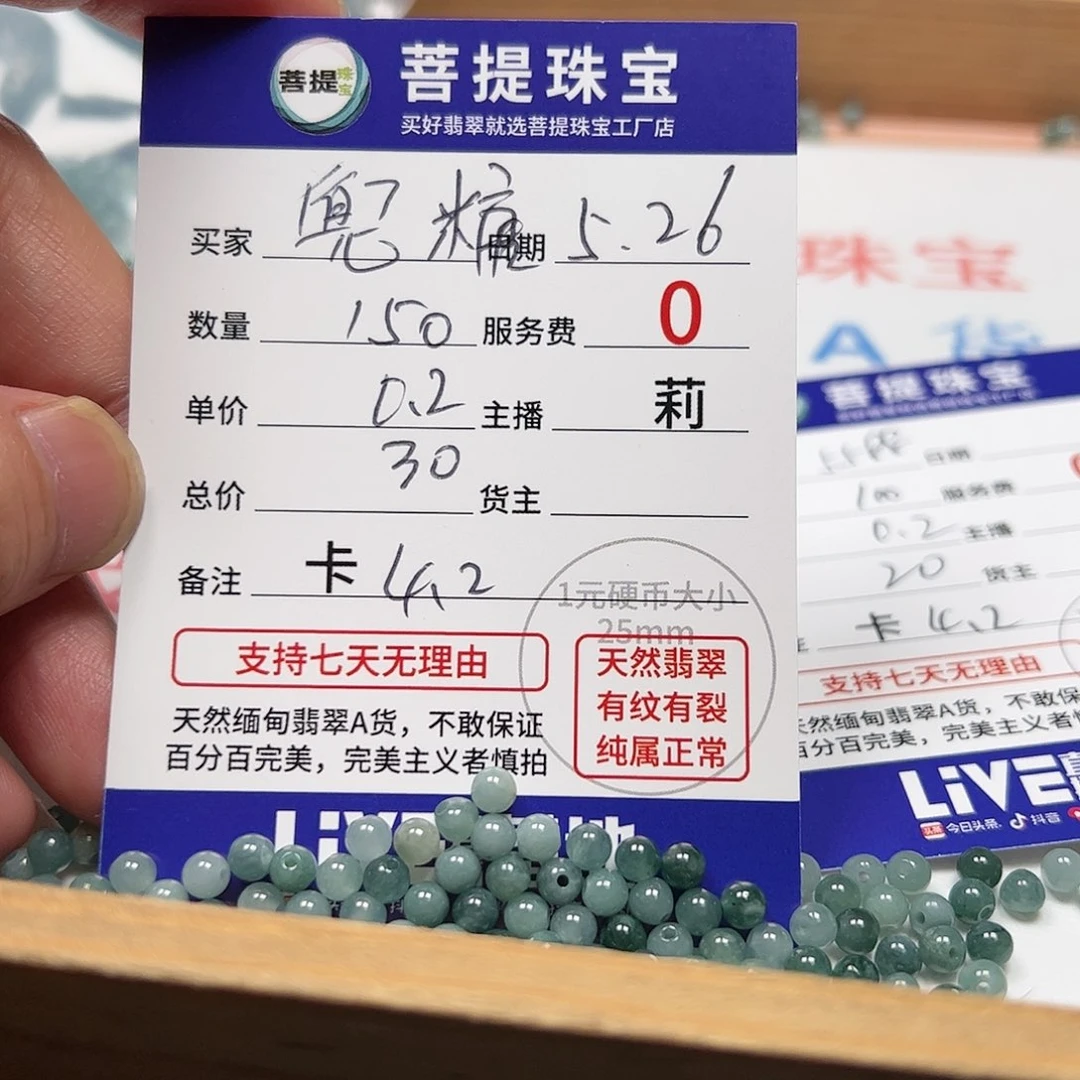 菩提珠宝
菩提珠宝
买好翡翠就选菩提珠宝工厂店
买家 日期 5.26
数量 150 服务费 0
单价 0.2 主播 莉
总价 30 货主
备注 卡 4.2
1元硬币大小
25mm
支持七天无理由
天然翡翠
有纹有裂
纯属正常
天然缅甸翡翠A货，不敢保证
百分百完美，完美主义者慎拍
珠宝
A 货
菩提珠宝
日期
100 服务费
0.2 主播
20 货主
卡 4.2
支持七天无理由
天然缅甸翡翠A货，不敢保
百分百完美，完美主义者慎
LiVE
今日头条 抖音